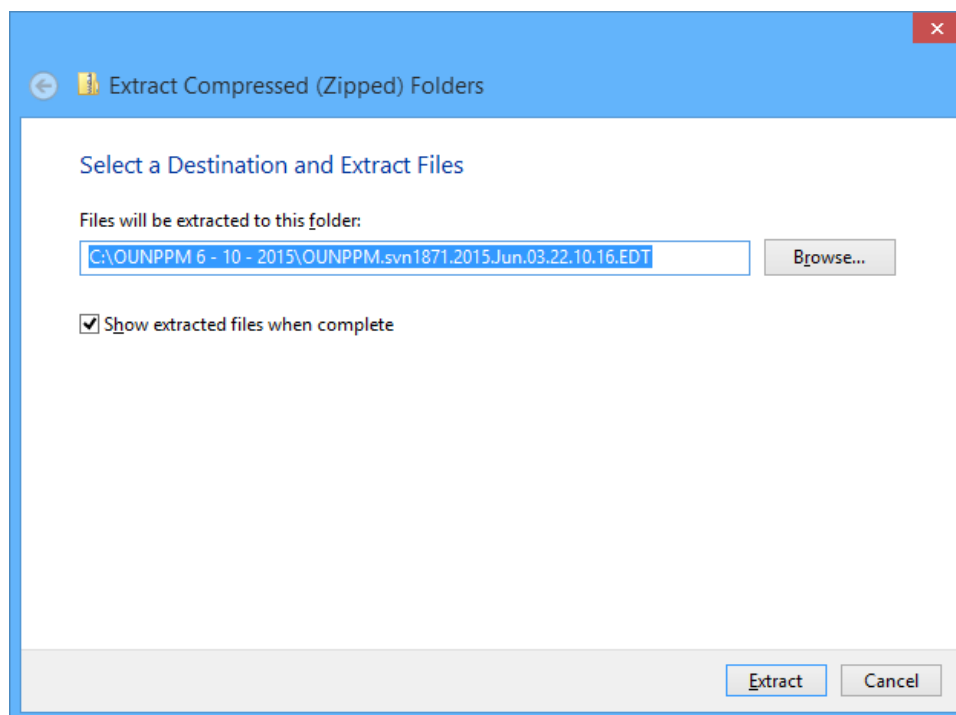 Extract Compressed (Zipped) Folders
Select a Destination and Extract Files
Files will be extracted to this folder:
C:\OUNPPM 6 - 10 - 2015\OUNPPM.svn1871.2015.Jun.03.22.10.16.EDT
Browse...
Show extracted files when complete
Extract
Cancel